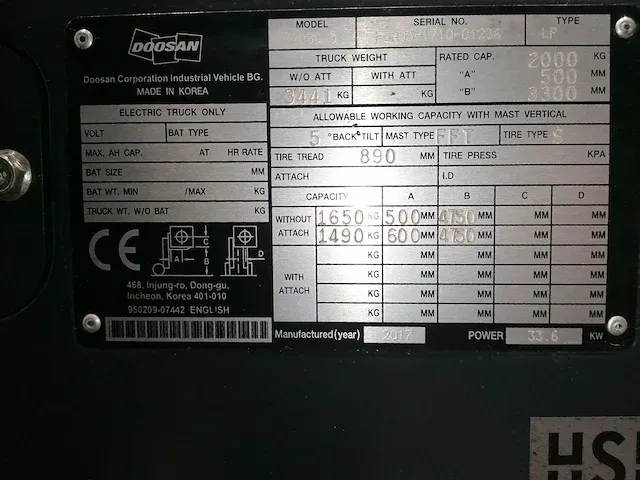 DOOSAN
Doosan Corporation Industrial Vehicle BG.
MADE IN KOREA
MODEL SERIAL NO. TYPE
-1710-01236 LP
TRUCK WEIGHT
W/O ATT WITH ATT
3441 KG KG
RATED CAP. 2000 KG
"A" 500 MM
"B" 3300 MM
ELECTRIC TRUCK ONLY
VOLT BAT TYPE
MAX. AH CAP. AT HR RATE
BAT SIZE MM
BAT WT. MIN /MAX KG
TRUCK WT. W/O BAT KG
ALLOWABLE WORKING CAPACITY WITH MAST VERTICAL
5 °BACK TILT MAST TYPE FFT TIRE TYPE S
TIRE TREAD 890 MM TIRE PRESS KPA
ATTACH I.D
CAPACITY A B C D
WITHOUT ATTACH 1650 KG 500 MM 4750 MM MM MM
1490 KG 600 MM 4750 MM MM MM
KG MM MM MM MM
WITH ATTACH KG MM MM MM MM
KG MM MM MM MM
KG MM MM MM MM
CE
C
A B D
468, Injung-ro, Dong-gu,
Incheon, Korea 401-010
950209-07442 ENGLISH
Manufactured(year) 2017 POWER 33.6 KW